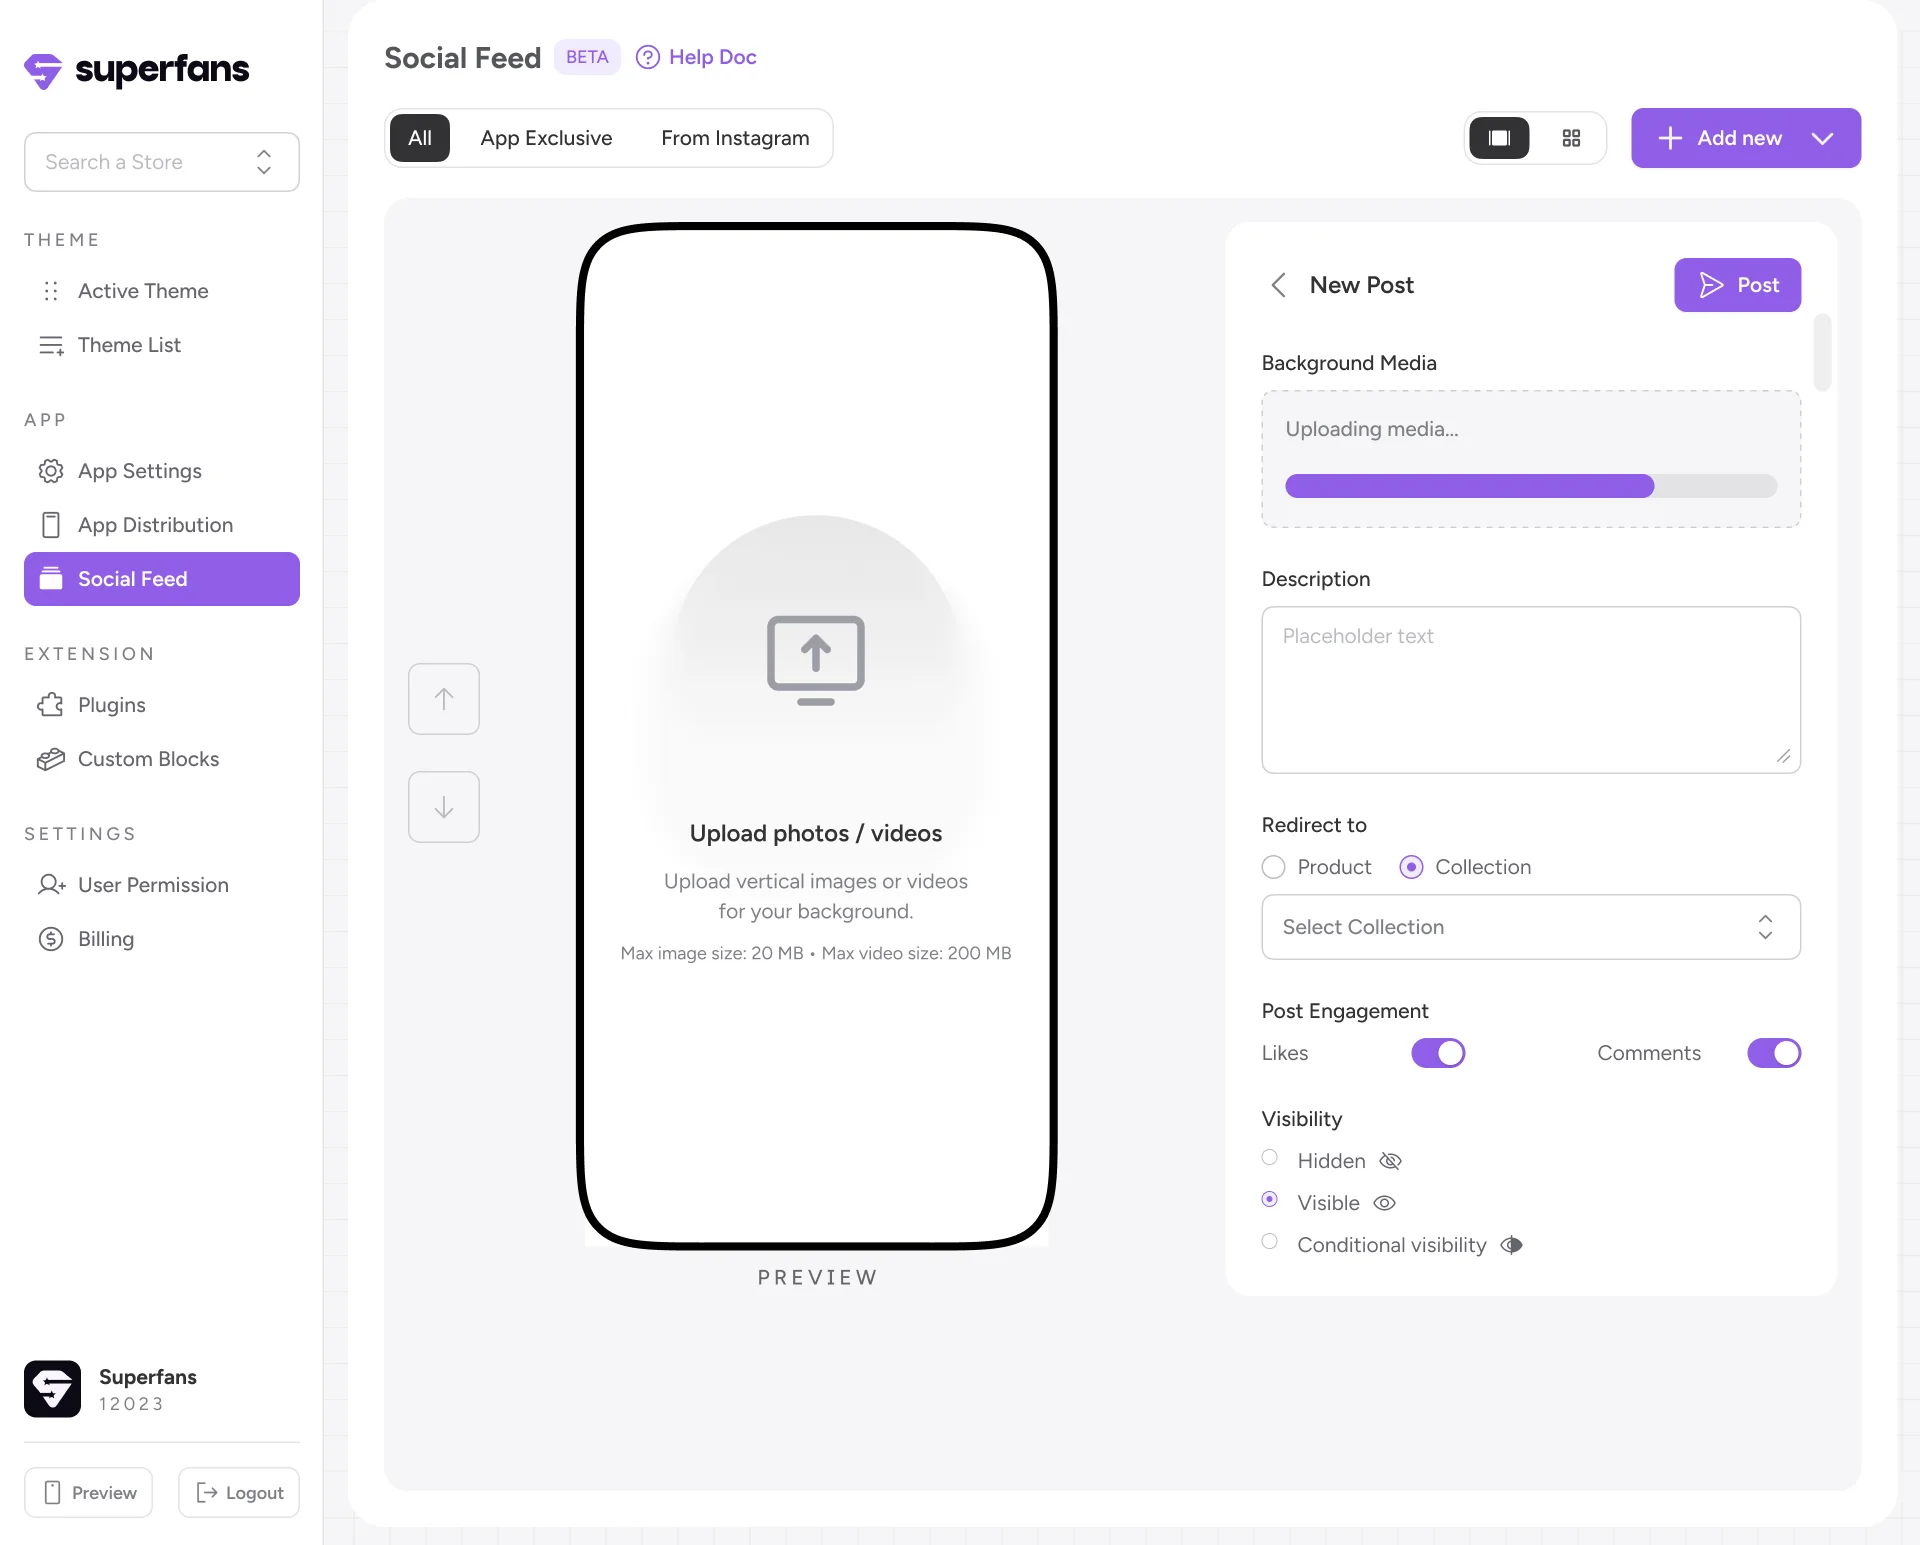 superfans
Search a Store
THEME
Active Theme
Theme List
APP
App Settings
App Distribution
Social Feed
EXTENSION
Plugins
Custom Blocks
SETTINGS
User Permission
Billing
Superfans
12023
Preview
Logout
Social Feed
BETA
Help Doc
All
App Exclusive
From Instagram
Add new
Upload photos / videos
Upload vertical images or videos
for your background.
Max image size: 20 MB • Max video size: 200 MB
PREVIEW
New Post
Post
Background Media
Uploading media...
Description
Placeholder text
Redirect to
Product
Collection
Select Collection
Post Engagement
Likes
Comments
Visibility
Hidden
Visible
Conditional visibility